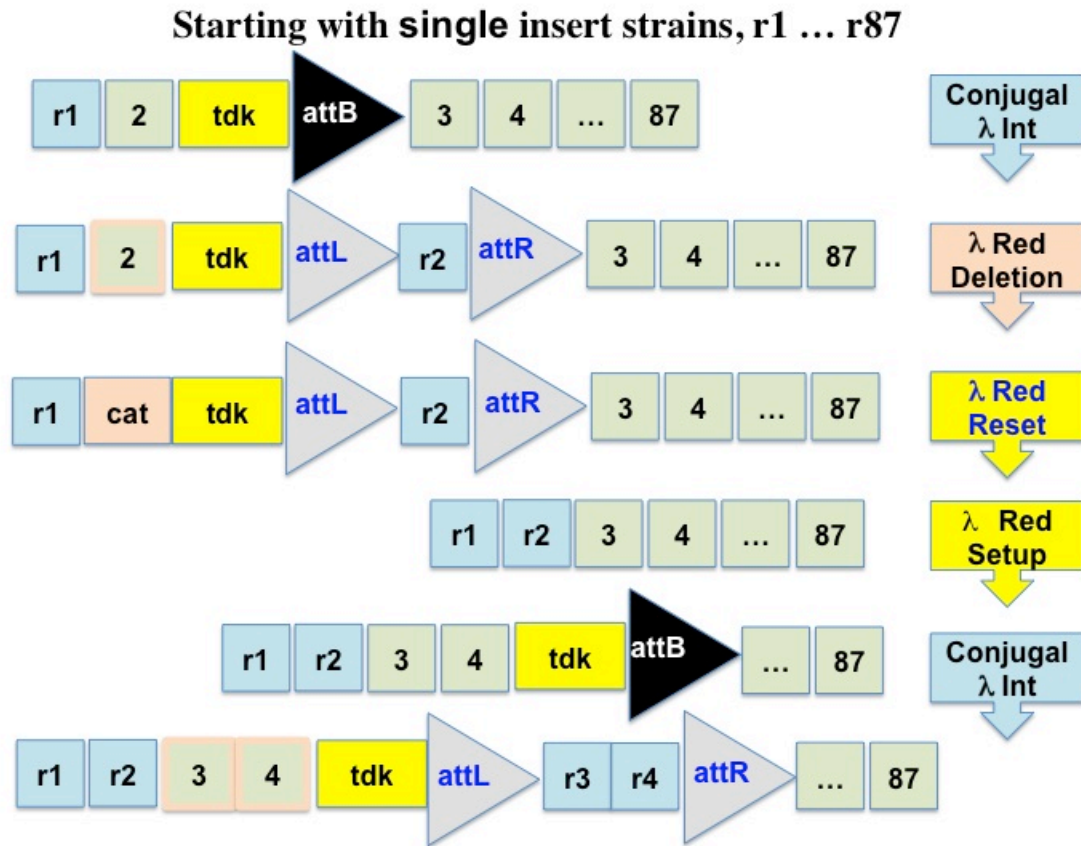 Starting with single insert strains, r1 ... r87
r1 2 tdk attB 3 4 ... 87
Conjugal
λ Int
r1 2 tdk attL r2 attR 3 4 ... 87
λ Red
Deletion
r1 cat tdk attL r2 attR 3 4 ... 87
λ Red
Reset
r1 r2 3 4 ... 87
λ Red
Setup
r1 r2 3 4 tdk attB ... 87
Conjugal
λ Int
r1 r2 3 4 tdk attL r3 r4 attR ... 87